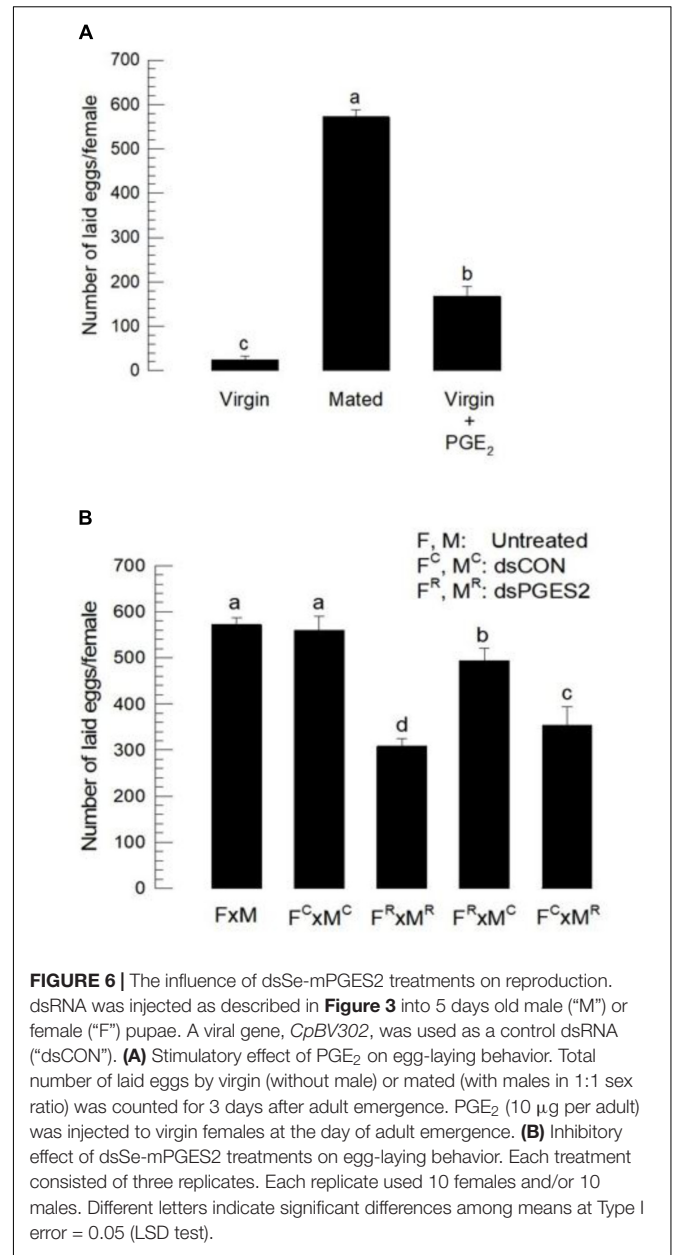 A
Number of laid eggs/female
700
600
500
400
300
200
100
0
c
a
b
Virgin
Mated
Virgin
+
PGE₂
B
F, M: Untreated
Fᶜ, Mᶜ: dsCON
Fᴿ, Mᴿ: dsPGES2
Number of laid eggs/female
700
600
500
400
300
200
100
0
a
a
d
b
c
FxM
FᶜxMᶜ
FᴿxMᴿ
FᴿxMᶜ
FᶜxMᴿ
FIGURE 6 | The influence of dsSe-mPGES2 treatments on reproduction.
dsRNA was injected as described in Figure 3 into 5 days old male (“M”) or
female (“F”) pupae. A viral gene, CpBV302, was used as a control dsRNA
(“dsCON”). (A) Stimulatory effect of PGE₂ on egg-laying behavior. Total
number of laid eggs by virgin (without male) or mated (with males in 1:1 sex
ratio) was counted for 3 days after adult emergence. PGE₂ (10 μg per adult)
was injected to virgin females at the day of adult emergence. (B) Inhibitory
effect of dsSe-mPGES2 treatments on egg-laying behavior. Each treatment
consisted of three replicates. Each replicate used 10 females and/or 10
males. Different letters indicate significant differences among means at Type I
error = 0.05 (LSD test).